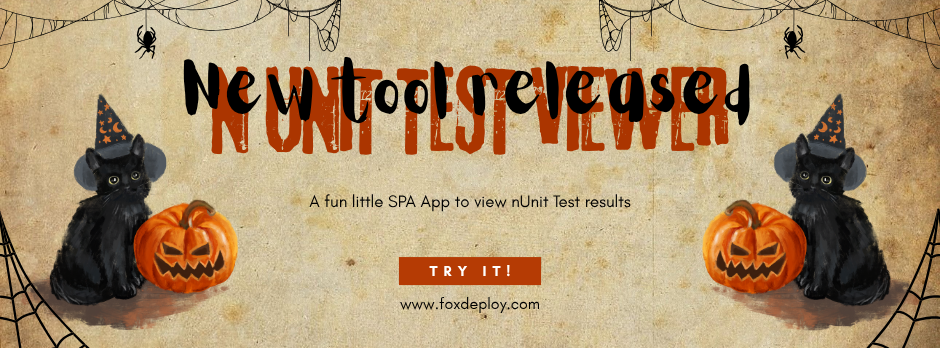 New tool released
N UNIT TEST VIEWER
A fun little SPA App to view nUnit Test results
TRY IT!
www.foxdeploy.com